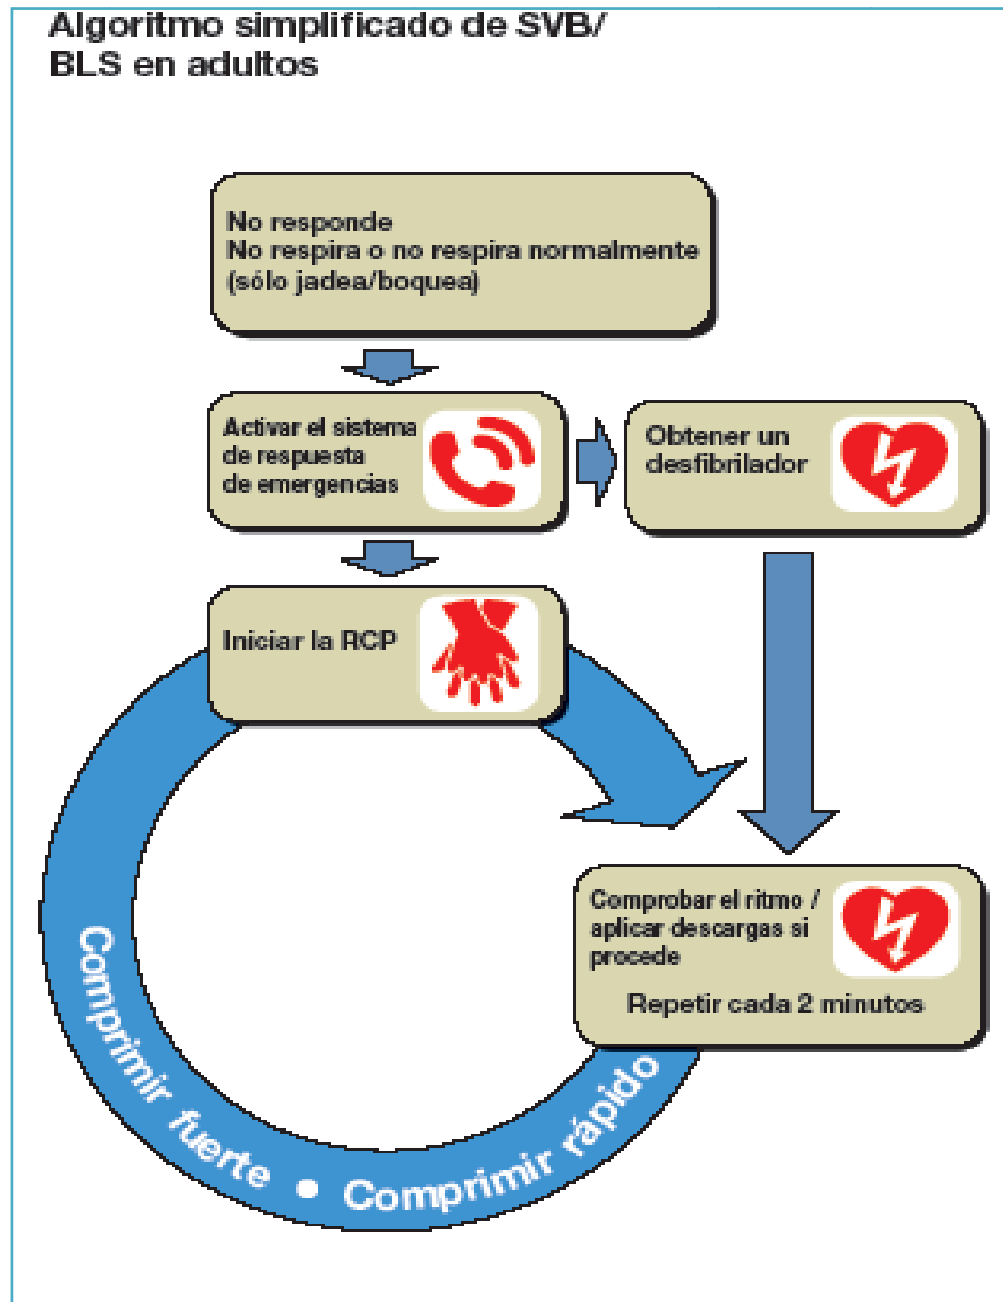 Algoritmo simplificado de SVB/
BLS en adultos
No responde
No respira o no respira normalmente
(sólo jadea/boquea)
Activar el sistema
de respuesta
de emergencias
Obtener un
desfibrilador
Iniciar la RCP
Comprobar el ritmo /
aplicar descargas si
procede
Repetir cada 2 minutos
Comprimir fuerte • Comprimir rápido